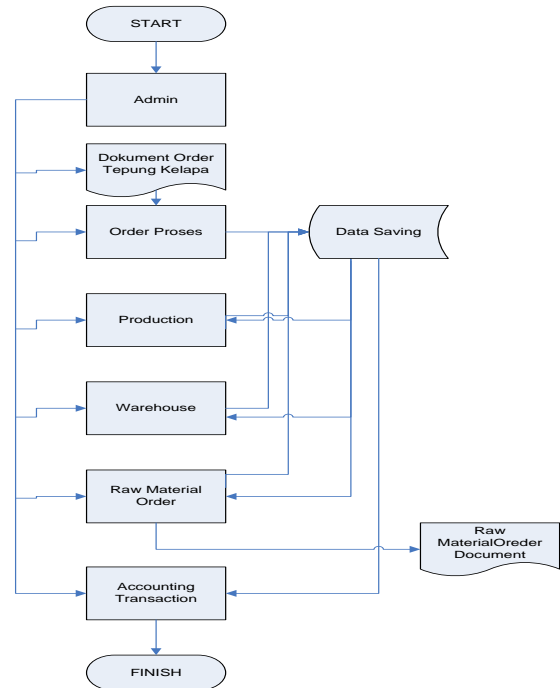 START
Admin
Dokument Order
Tepung Kelapa
Order Proses
Data Saving
Production
Warehouse
Raw Material
Order
Raw
MaterialOreder
Document
Accounting
Transaction
FINISH